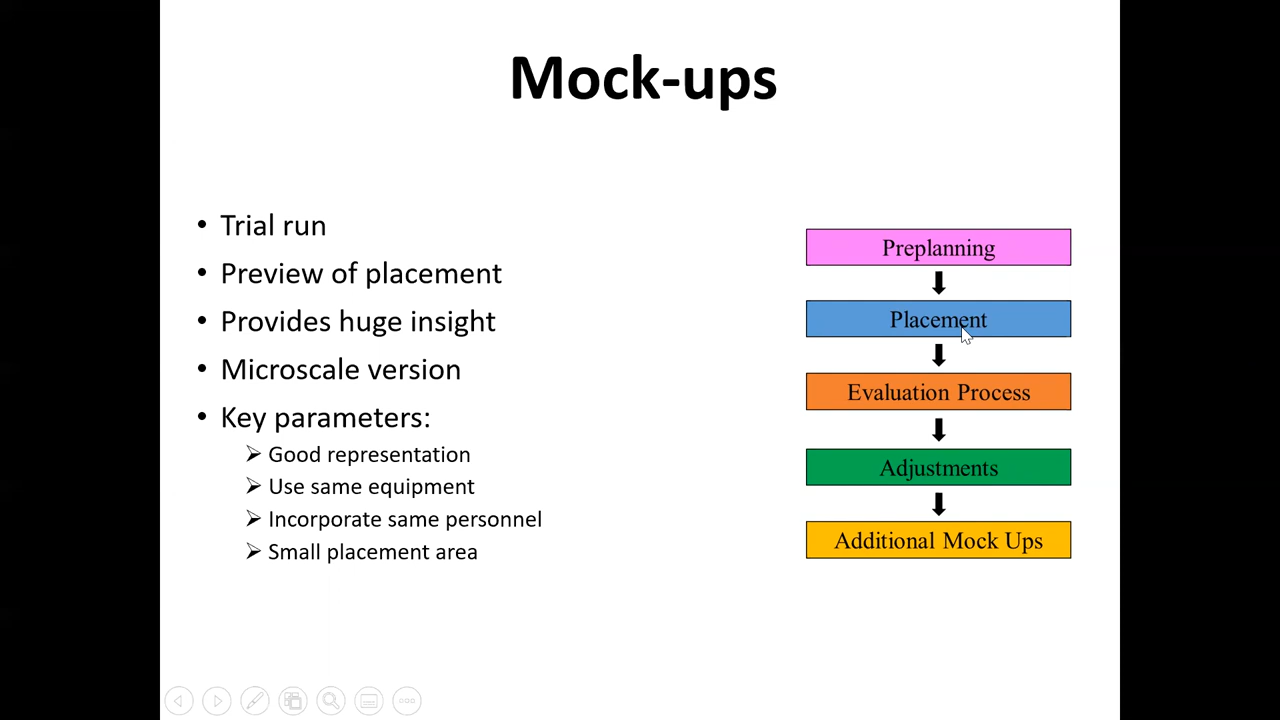 Mock-ups
• Trial run
• Preview of placement
• Provides huge insight
• Microscale version
• Key parameters:
➢ Good representation
➢ Use same equipment
➢ Incorporate same personnel
➢ Small placement area
Preplanning
Placement
Evaluation Process
Adjustments
Additional Mock Ups